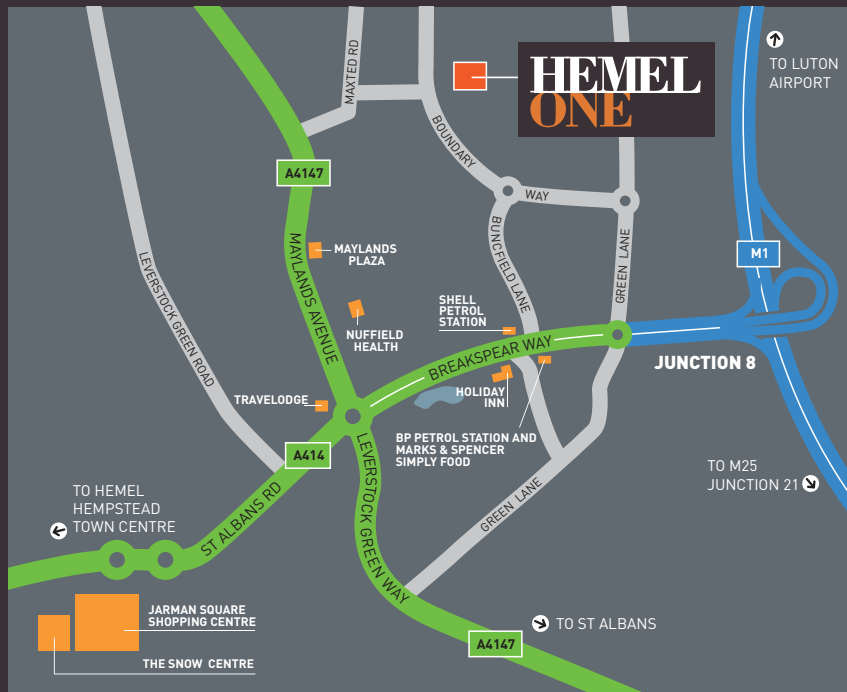 HEMEL
ONE
TO LUTON
AIRPORT
MAXTED RD
BOUNDARY
WAY
A4147
MAYLANDS AVENUE
MAYLANDS
PLAZA
LEVERSTOCK GREEN ROAD
BUNCFIELD LANE
GREEN LANE
M1
NUFFIELD
HEALTH
SHELL
PETROL
STATION
BREAKSPEAR WAY
JUNCTION 8
TRAVELODGE
HOLIDAY
INN
BP PETROL STATION AND
MARKS & SPENCER
SIMPLY FOOD
A414
LEVERSTOCK GREEN WAY
GREEN LANE
TO M25
JUNCTION 21
TO HEMEL
HEMPSTEAD
TOWN CENTRE
ST ALBANS RD
JARMAN SQUARE
SHOPPING CENTRE
THE SNOW CENTRE
TO ST ALBANS
A4147